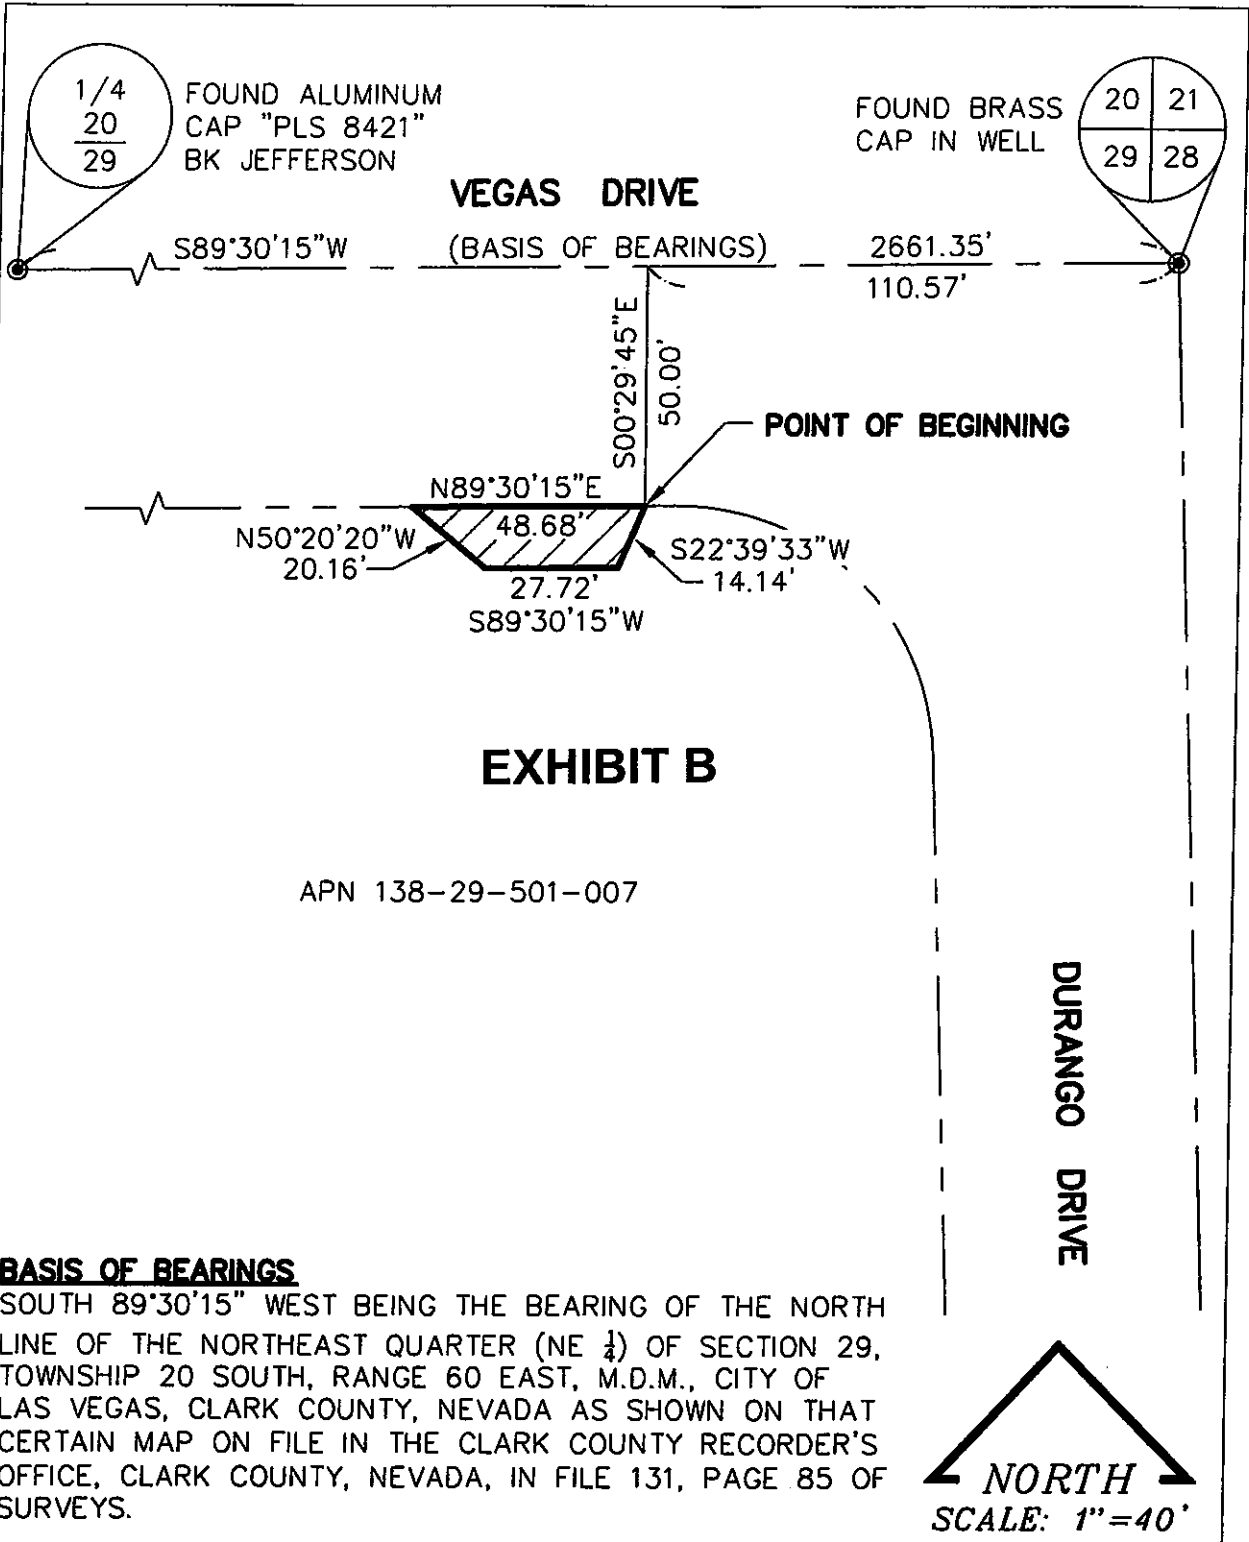 1/4
20
29
FOUND ALUMINUM
CAP "PLS 8421"
BK JEFFERSON
FOUND BRASS
CAP IN WELL
20 21
29 28
VEGAS DRIVE
S89°30'15"W (BASIS OF BEARINGS) 2661.35'
110.57'
S00°29'45"E
50.00'
POINT OF BEGINNING
N89°30'15"E
48.68'
N50°20'20"W
20.16'
S22°39'33"W
14.14'
27.72'
S89°30'15"W
EXHIBIT B
APN 138-29-501-007
DURANGO DRIVE
BASIS OF BEARINGS
SOUTH 89°30'15" WEST BEING THE BEARING OF THE NORTH
LINE OF THE NORTHEAST QUARTER (NE 1/4) OF SECTION 29,
TOWNSHIP 20 SOUTH, RANGE 60 EAST, M.D.M., CITY OF
LAS VEGAS, CLARK COUNTY, NEVADA AS SHOWN ON THAT
CERTAIN MAP ON FILE IN THE CLARK COUNTY RECORDER'S
OFFICE, CLARK COUNTY, NEVADA, IN FILE 131, PAGE 85 OF
SURVEYS.
NORTH
SCALE: 1"=40'